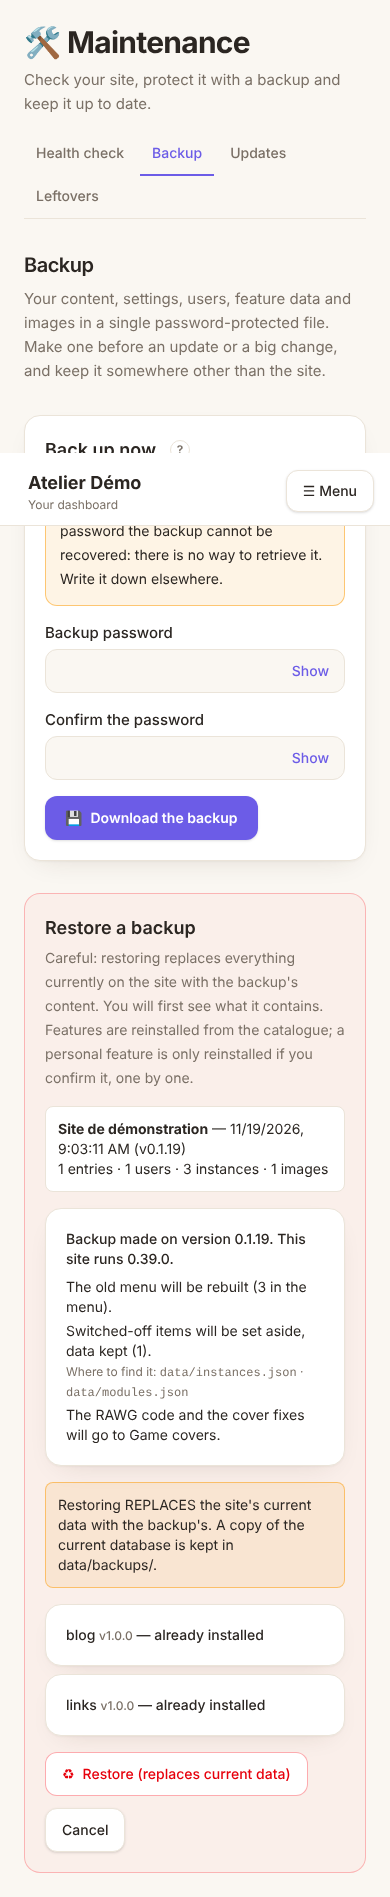 🛠️ Maintenance
Check your site, protect it with a backup and
keep it up to date.
Health check
Backup
Updates
Leftovers
Backup
Your content, settings, users, feature data and
images in a single password-protected file.
Make one before an update or a big change,
and keep it somewhere other than the site.
Back up now ?
Atelier Démo
Your dashboard
☰ Menu
password the backup cannot be
recovered: there is no way to retrieve it.
Write it down elsewhere.
Backup password
Show
Confirm the password
Show
💾 Download the backup
Restore a backup
Careful: restoring replaces everything
currently on the site with the backup's
content. You will first see what it contains.
Features are reinstalled from the catalogue; a
personal feature is only reinstalled if you
confirm it, one by one.
Site de démonstration — 11/19/2026,
9:03:11 AM (v0.1.19)
1 entries · 1 users · 3 instances · 1 images
Backup made on version 0.1.19. This
site runs 0.39.0.
The old menu will be rebuilt (3 in the
menu).
Switched-off items will be set aside,
data kept (1).
Where to find it: data/instances.json ·
data/modules.json
The RAWG code and the cover fixes
will go to Game covers.
Restoring REPLACES the site's current
data with the backup's. A copy of the
current database is kept in
data/backups/.
blog v1.0.0 — already installed
links v1.0.0 — already installed
♻ Restore (replaces current data)
Cancel